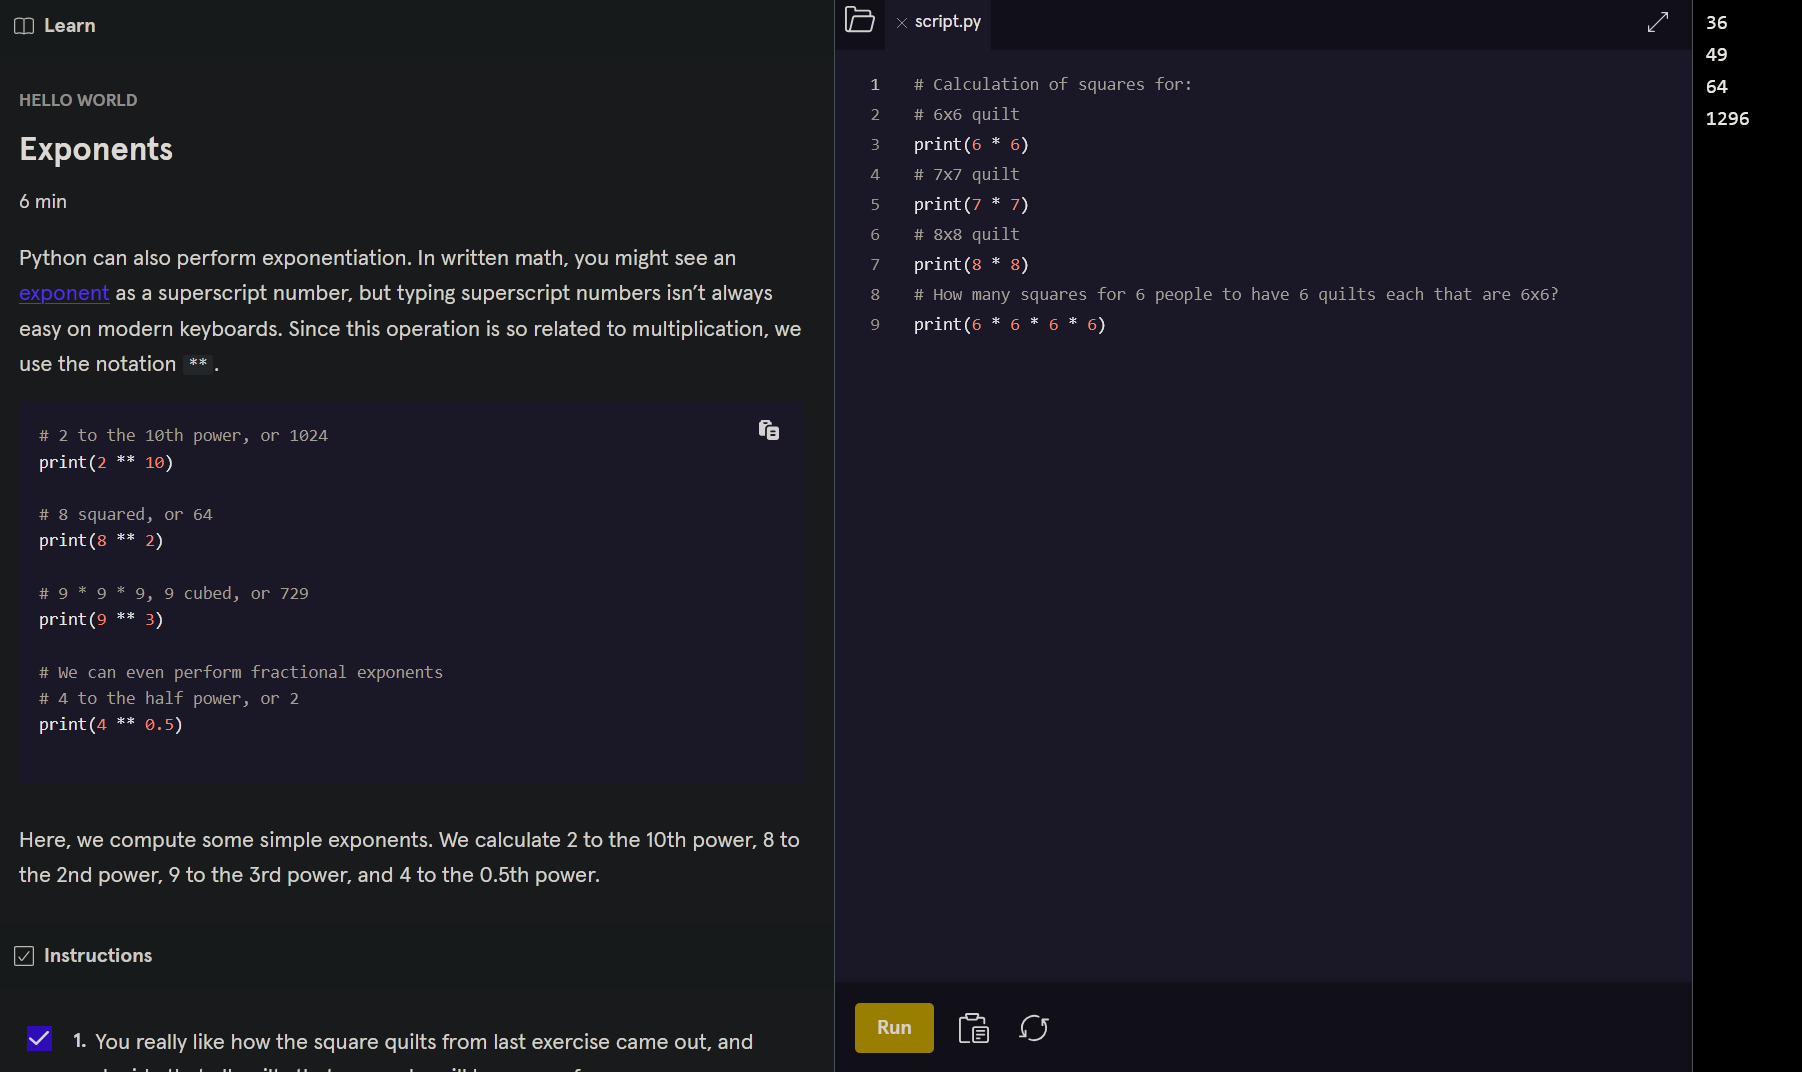 Learn
HELLO WORLD
Exponents
6 min
Python can also perform exponentiation. In written math, you might see an
exponent as a superscript number, but typing superscript numbers isn’t always
easy on modern keyboards. Since this operation is so related to multiplication, we
use the notation ** .
# 2 to the 10th power, or 1024
print(2 ** 10)
# 8 squared, or 64
print(8 ** 2)
# 9 * 9 * 9, 9 cubed, or 729
print(9 ** 3)
# We can even perform fractional exponents
# 4 to the half power, or 2
print(4 ** 0.5)
Here, we compute some simple exponents. We calculate 2 to the 10th power, 8 to
the 2nd power, 9 to the 3rd power, and 4 to the 0.5th power.
Instructions
1. You really like how the square quilts from last exercise came out, and
script.py
1 # Calculation of squares for:
2 # 6x6 quilt
3 print(6 * 6)
4 # 7x7 quilt
5 print(7 * 7)
6 # 8x8 quilt
7 print(8 * 8)
8 # How many squares for 6 people to have 6 quilts each that are 6x6?
9 print(6 * 6 * 6 * 6)
Run
36
49
64
1296